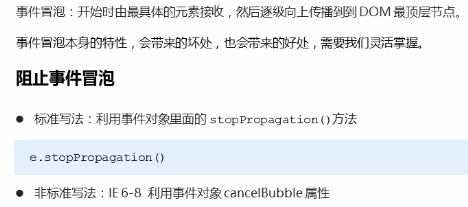 事件冒泡：开始时由最具体的元素接收，然后逐级向上传播到到DOM最顶层节点。
事件冒泡本身的特性，会带来的坏处，也会带来的好处，需要我们灵活掌握。
阻止事件冒泡
● 标准写法：利用事件对象里面的 stopPropagation()方法
e.stopPropagation()
● 非标准写法：IE 6-8 利用事件对象 cancelBubble 属性